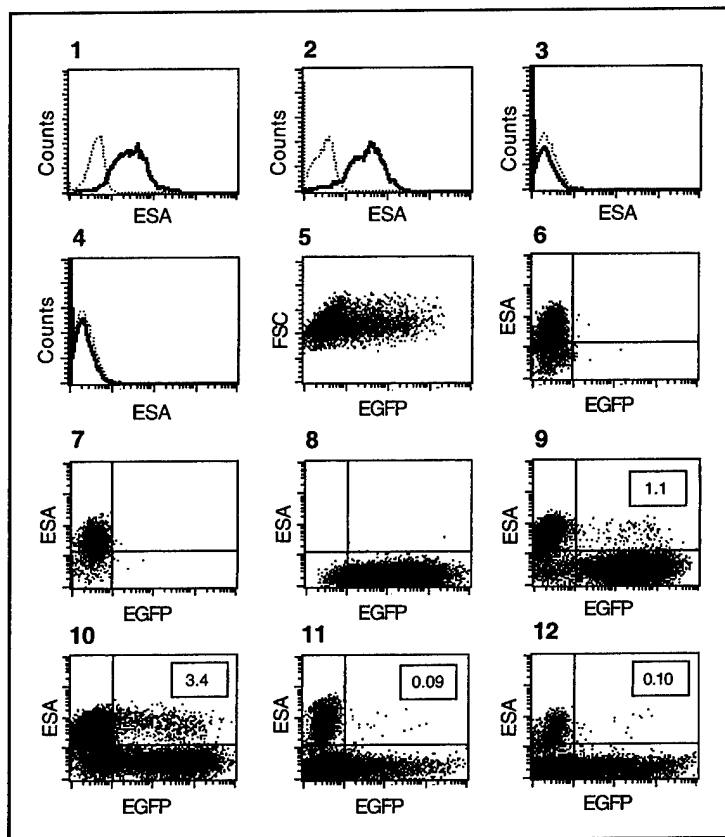 1
2
3
Counts
Counts
Counts
ESA
ESA
ESA
4
5
6
Counts
FSC
ESA
ESA
EGFP
EGFP
7
8
9
ESA
ESA
ESA
1.1
EGFP
EGFP
EGFP
10
11
12
ESA
ESA
ESA
3.4
0.09
0.10
EGFP
EGFP
EGFP